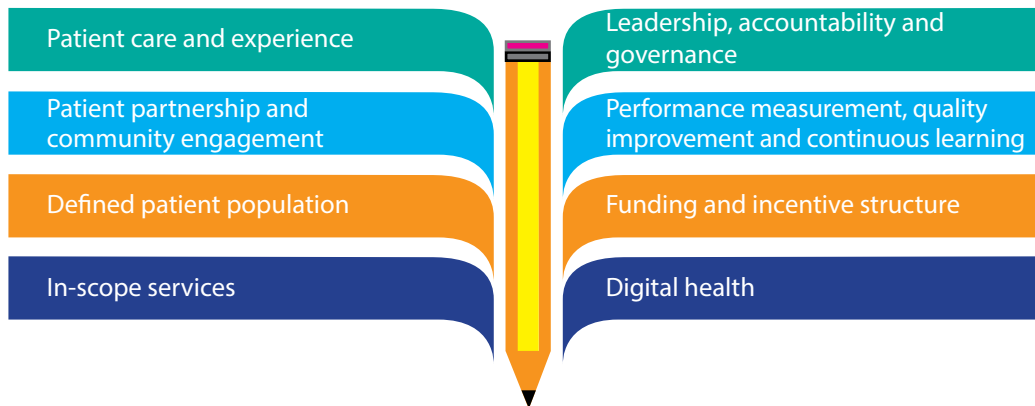 Patient care and experience
Patient partnership and
community engagement
Defined patient population
In-scope services
Leadership, accountability and
governance
Performance measurement, quality
improvement and continuous learning
Funding and incentive structure
Digital health